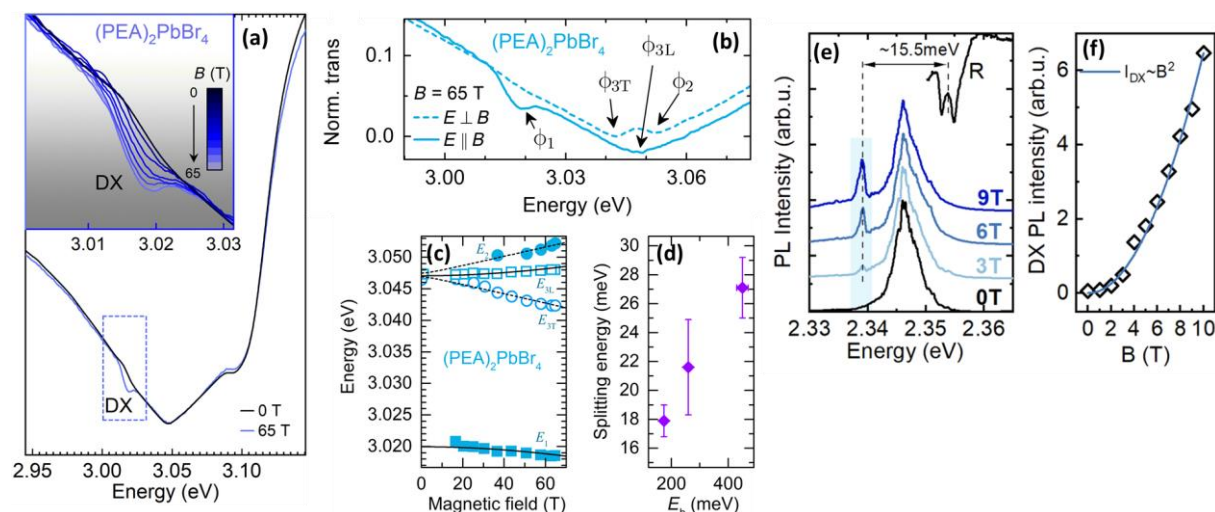 (PEA)₂PbBr₄
(a)
B (T)
0
65
DX
3.01 3.02 3.03
DX
0 T
65 T
2.95 3.00 3.05 3.10
Energy (eV)
(PEA)₂PbBr₄
(b)
Norm. trans
0.1
0.0
B = 65 T
E ⊥ B
E ∥ B
ϕ₁
ϕ₃T
ϕ₃L
ϕ₂
3.00 3.02 3.04 3.06
Energy (eV)
(c)
Energy (eV)
3.050
3.045
3.030
3.025
3.020
E₂
E₃L
E₃T
(PEA)₂PbBr₄
E₁
0 20 40 60
Magnetic field (T)
(d)
Splitting energy (meV)
30
28
26
24
22
20
18
16
200 400
E_b (meV)
(e)
~15.5meV
R
PL Intensity (arb.u.)
9T
6T
3T
0T
2.33 2.34 2.35 2.36
Energy (eV)
(f)
I_DX~B²
DX PL intensity (arb.u.)
6
4
2
0
0 2 4 6 8 10
B (T)